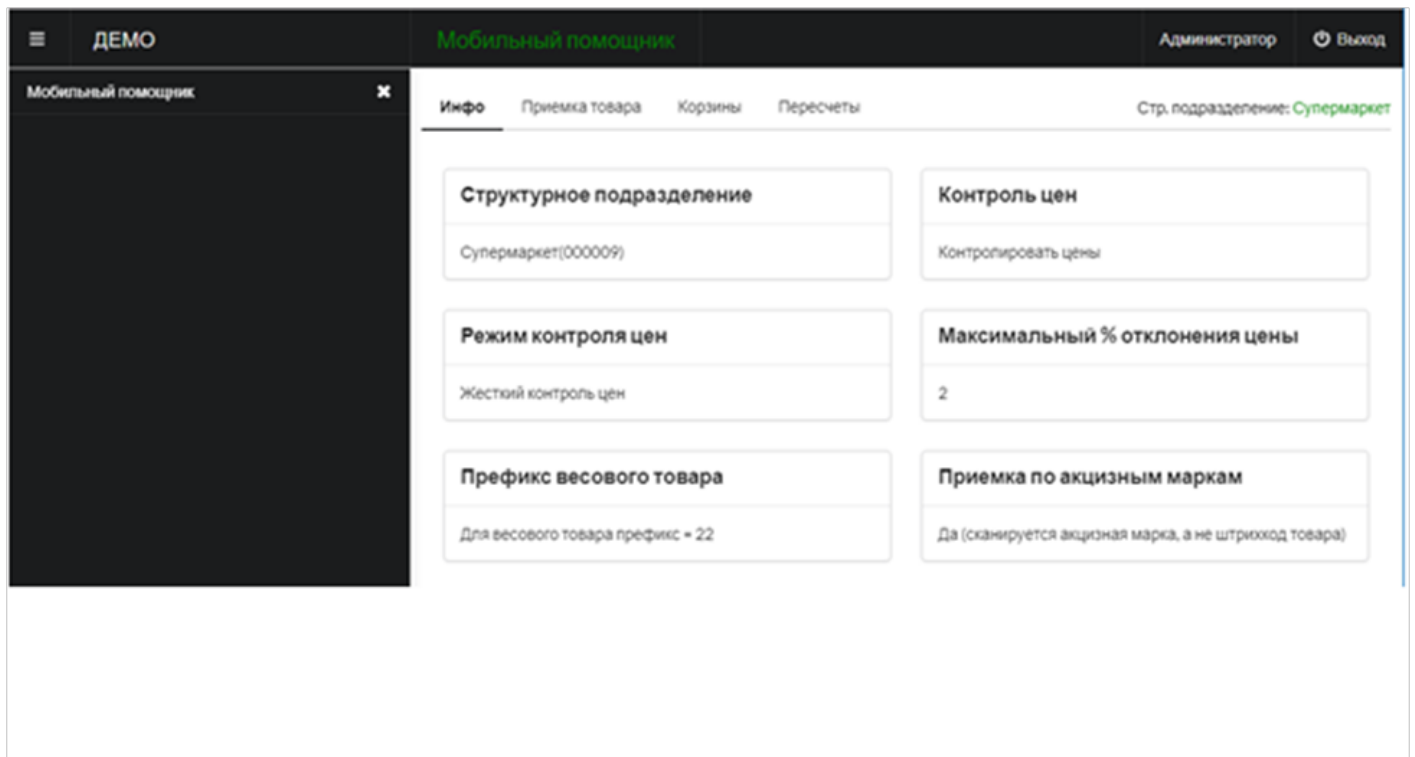 ДЕМО
Мобильный помощник
Администратор
Выход
Мобильный помощник
Инфо
Приемка товара
Корзины
Пересчеты
Стр. подразделение: Супермаркет
Структурное подразделение
Супермаркет(000009)
Контроль цен
Контролировать цены
Режим контроля цен
Жесткий контроль цен
Максимальный % отклонения цены
2
Префикс весового товара
Для весового товара префикс = 22
Приемка по акцизным маркам
Да (сканируется акцизная марка, а не штрихкод товара)